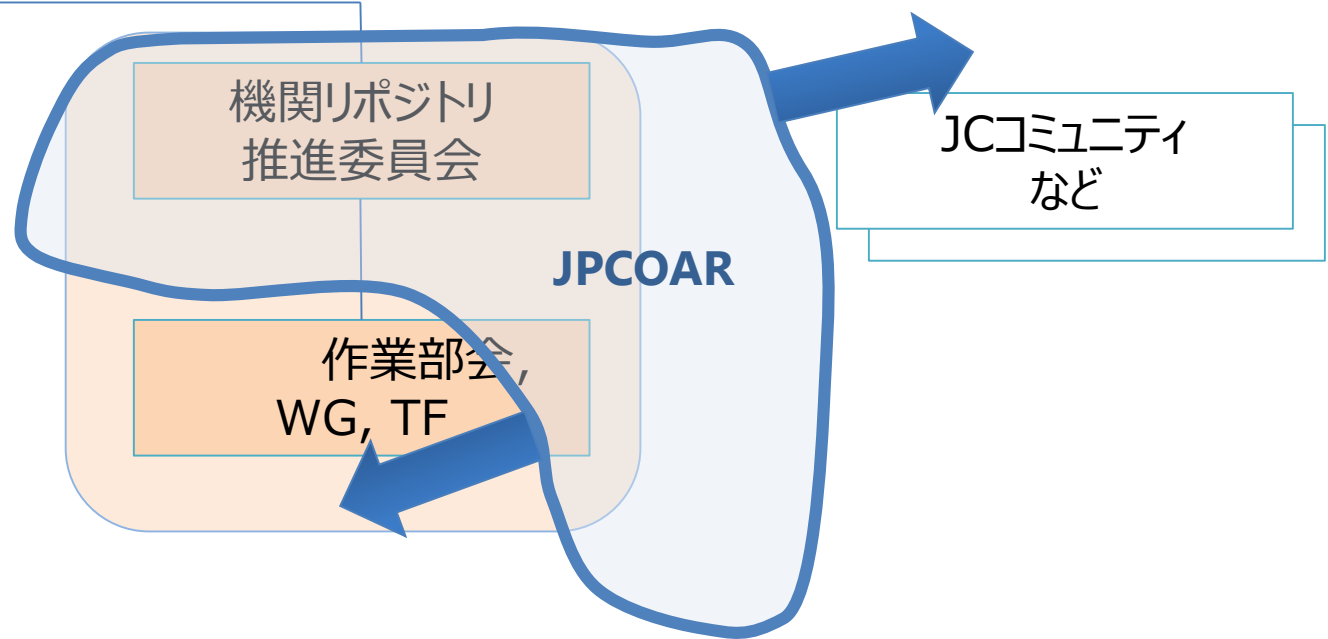 機関リポジトリ
推進委員会
JCコミュニティ
など
JPCOAR
作業部会,
WG, TF